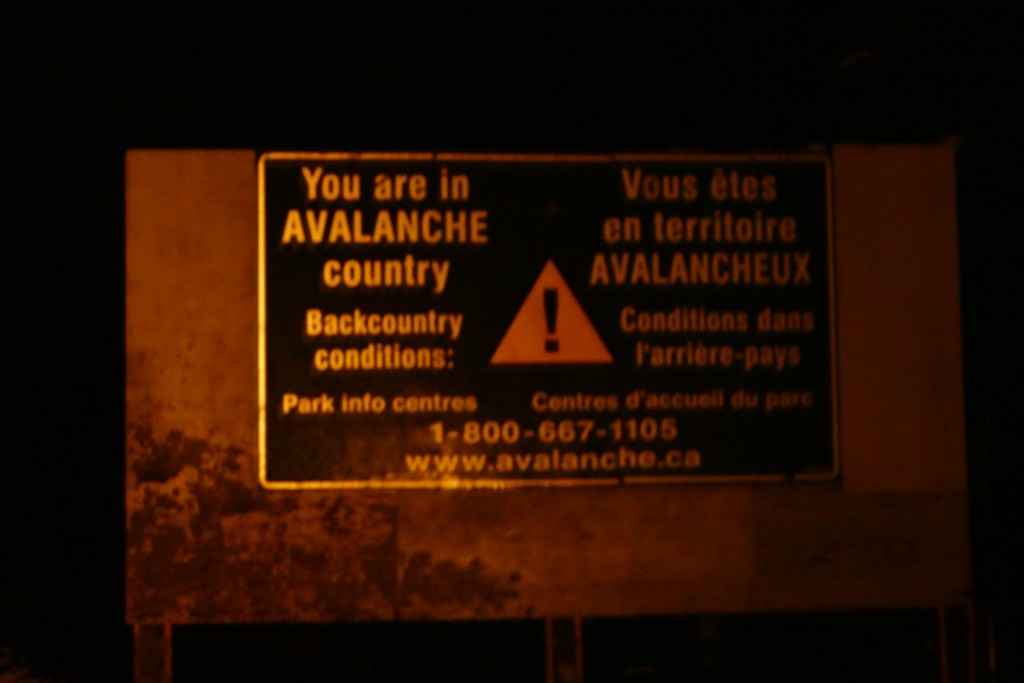 You are in
AVALANCHE
country
Backcountry
conditions:
Park info centres
Vous êtes
en territoire
AVALANCHEUX
Conditions dans
l'arrière-pays
Centres d'accueil du parc
!
1-800-667-1105
www.avalanche.ca